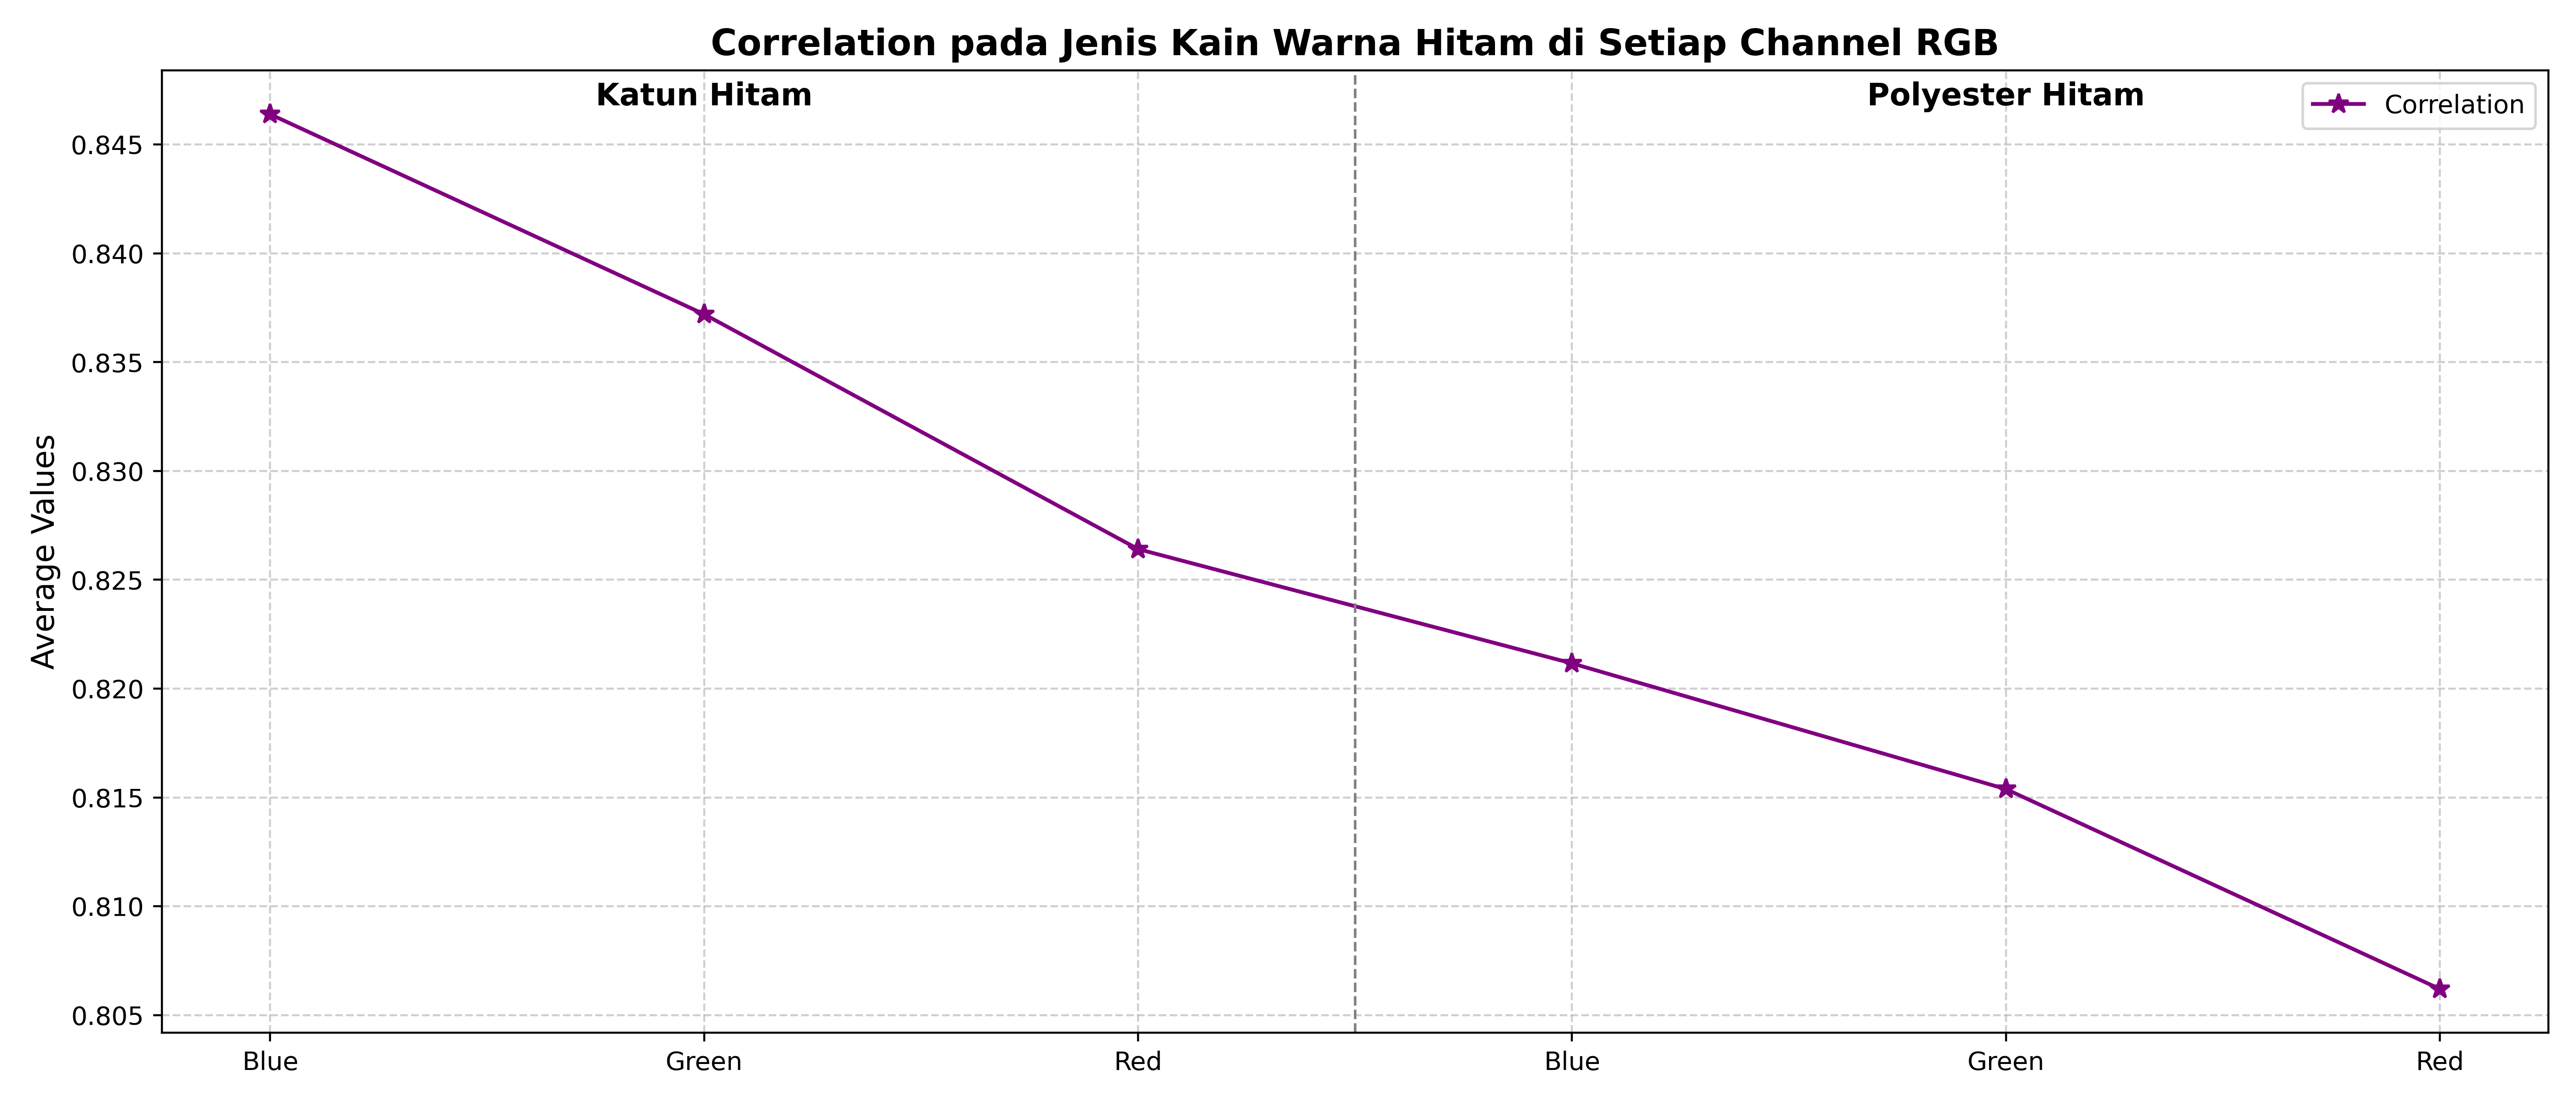 Correlation pada Jenis Kain Warna Hitam di Setiap Channel RGB
Katun Hitam
Polyester Hitam
Correlation
Average Values
0.845
0.840
0.835
0.830
0.825
0.820
0.815
0.810
0.805
Blue
Green
Red
Blue
Green
Red